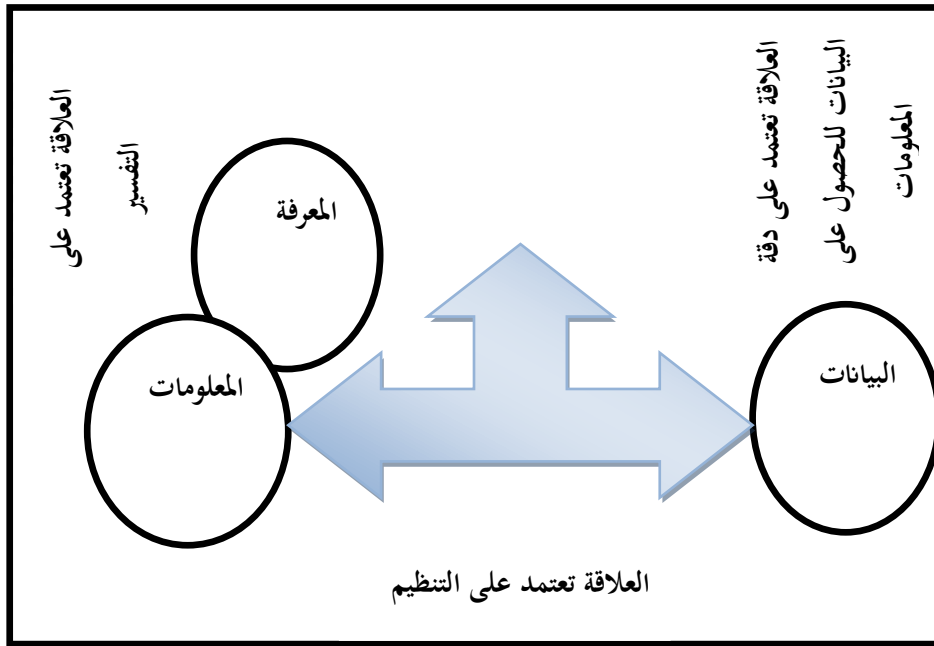 العلاقة تعتمد على دقة
البيانات للحصول على
المعلومات
العلاقة تعتمد على
التفسير
المعرفة
البيانات
المعلومات
العلاقة تعتمد على التنظيم